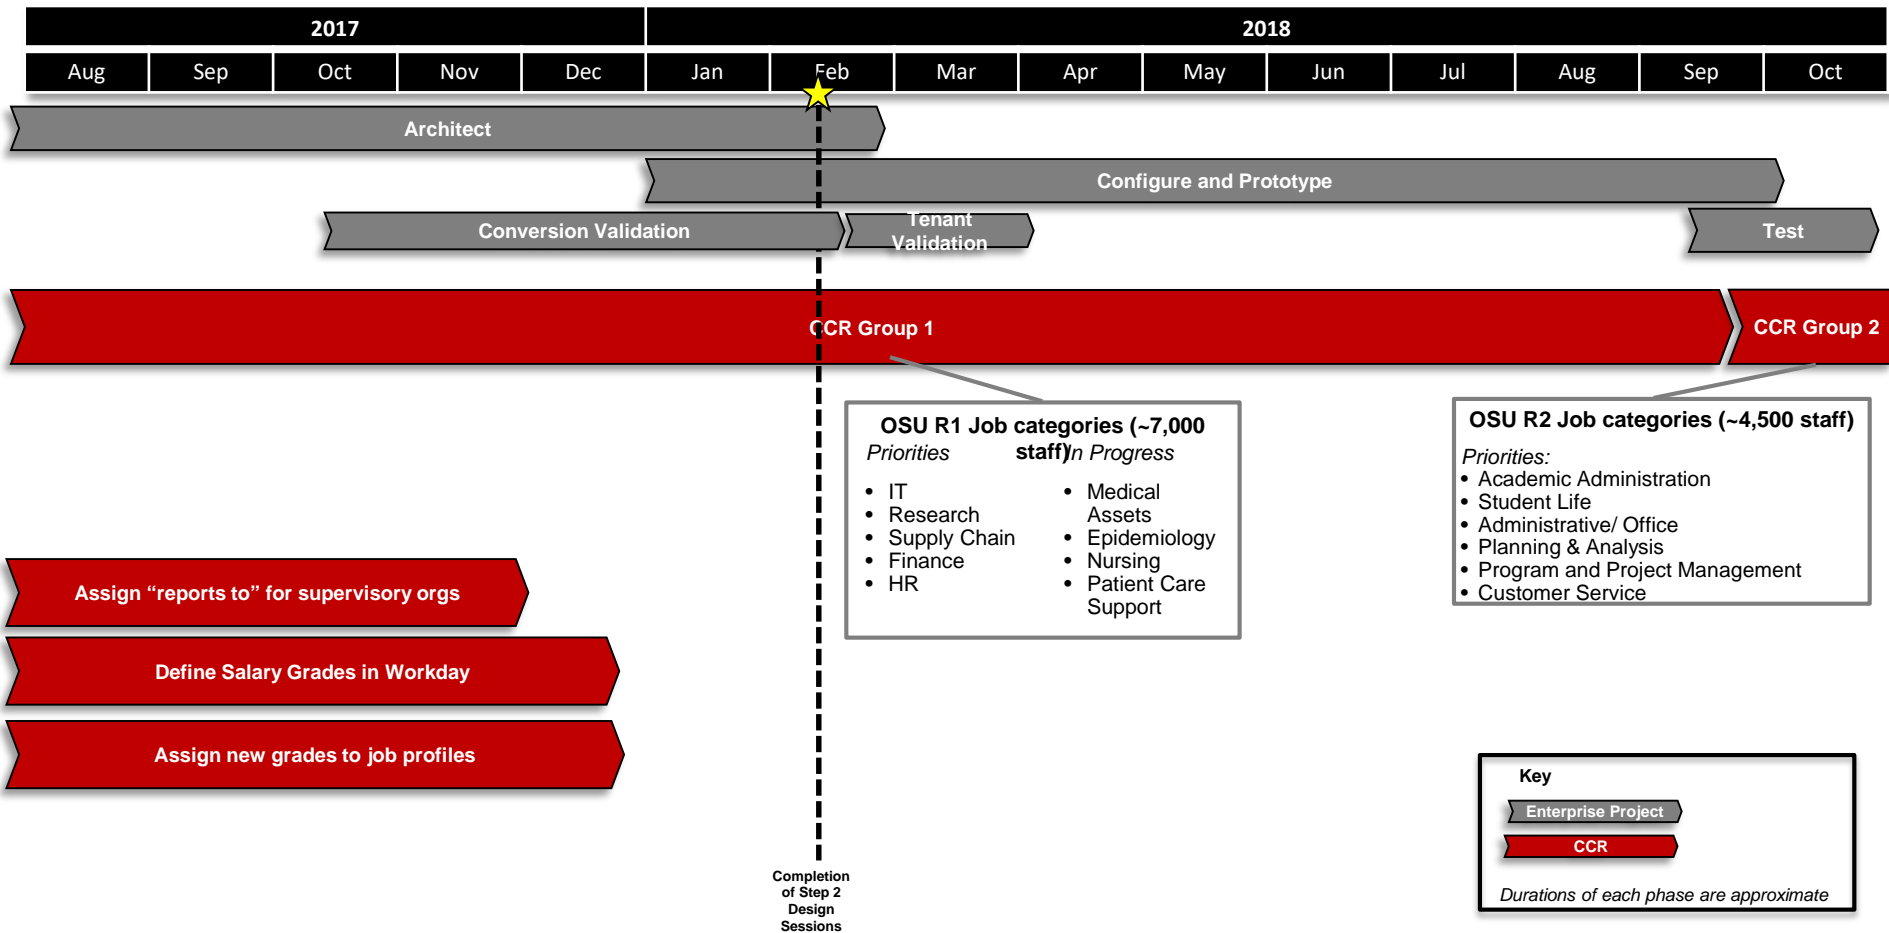 2017
2018
Aug
Sep
Oct
Nov
Dec
Jan
Feb
Mar
Apr
May
Jun
Jul
Aug
Sep
Oct
Architect
Configure and Prototype
Conversion Validation
Tenant
Validation
Test
CCR Group 1
CCR Group 2
OSU R1 Job categories (~7,000
staff)
Priorities
In Progress
• IT
• Research
• Supply Chain
• Finance
• HR
• Medical
Assets
• Epidemiology
• Nursing
• Patient Care
Support
OSU R2 Job categories (~4,500 staff)
Priorities:
• Academic Administration
• Student Life
• Administrative/ Office
• Planning & Analysis
• Program and Project Management
• Customer Service
Assign “reports to” for supervisory orgs
Define Salary Grades in Workday
Assign new grades to job profiles
Completion
of Step 2
Design
Sessions
Key
Enterprise Project
CCR
Durations of each phase are approximate